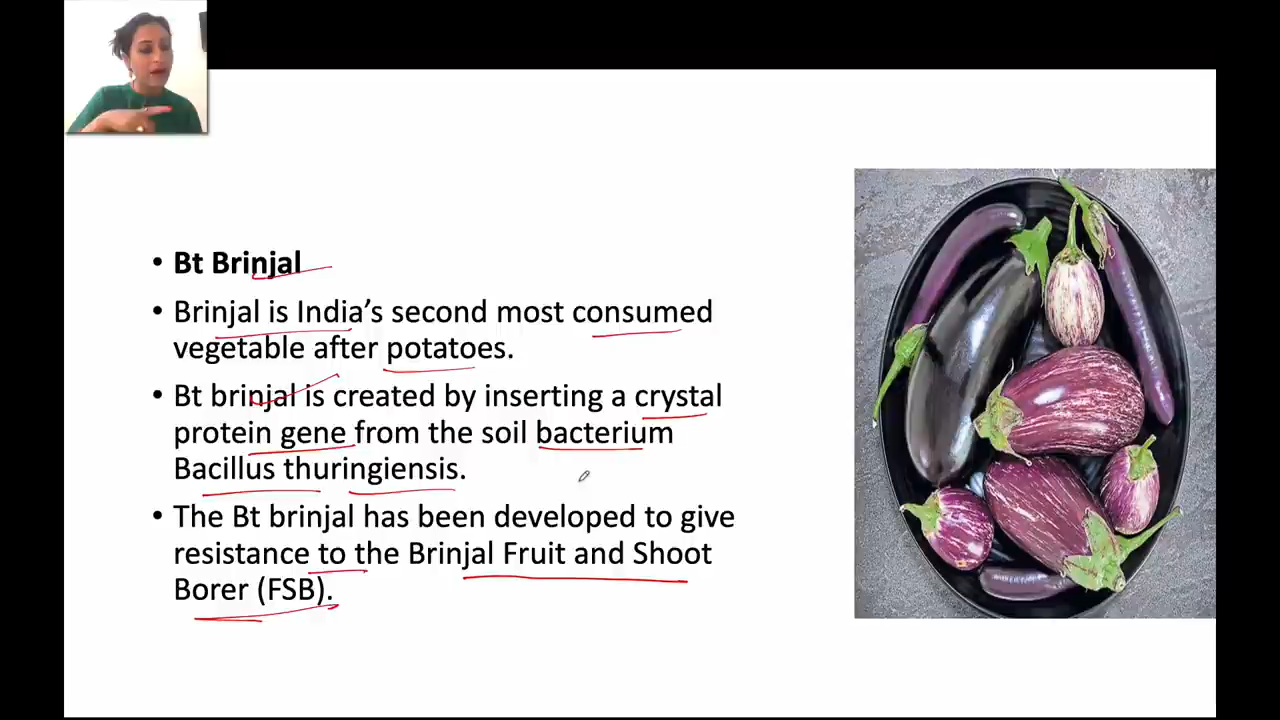 • Bt Brinjal
• Brinjal is India’s second most consumed
vegetable after potatoes.
• Bt brinjal is created by inserting a crystal
protein gene from the soil bacterium
Bacillus thuringiensis.
• The Bt brinjal has been developed to give
resistance to the Brinjal Fruit and Shoot
Borer (FSB).